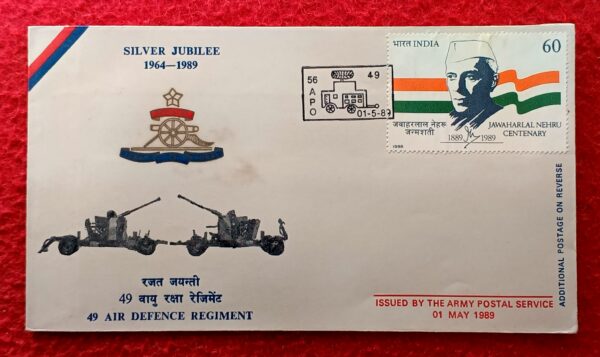 SILVER JUBILEE
1964—1989
56 49
APO
01-5-89
भारत INDIA 60
जवाहरलाल नेहरू
जन्मशती
JAWAHARLAL NEHRU
CENTENARY
1889 1989
1988
रजत जयन्ती
49 वायु रक्षा रेजिमेंट
49 AIR DEFENCE REGIMENT
ISSUED BY THE ARMY POSTAL SERVICE
01 MAY 1989
ADDITIONAL POSTAGE ON REVERSE